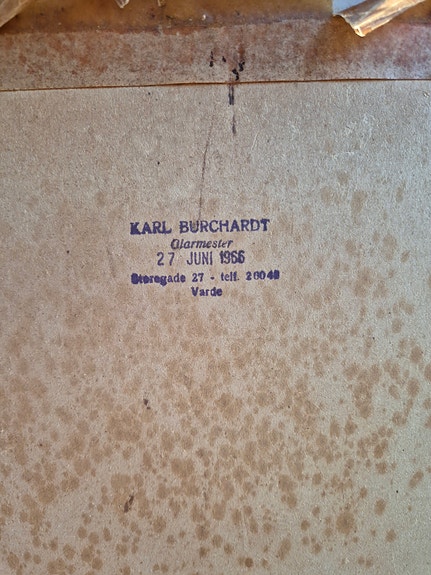 KARL BURCHARDT
Glarmester
27 JUNI 1966
Storegade 27 - telf. 20048
Varde